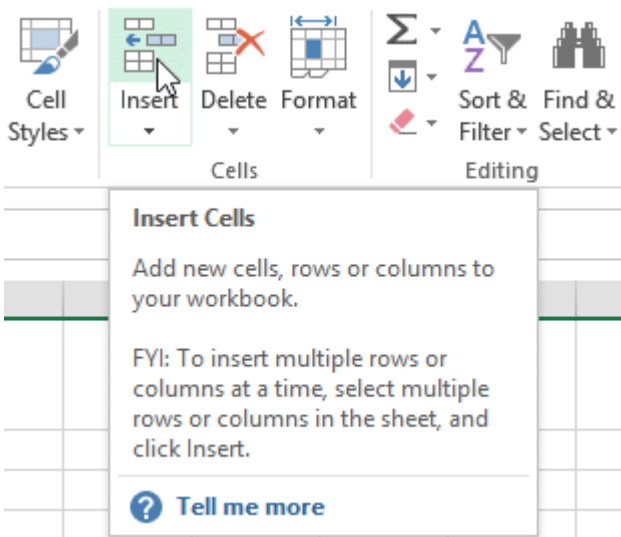 Cell Styles
Insert
Delete
Format
Σ
A
Z
Sort & Filter
Find & Select
Cells
Editing
Insert Cells
Add new cells, rows or columns to
your workbook.
FYI: To insert multiple rows or
columns at a time, select multiple
rows or columns in the sheet, and
click Insert.
? Tell me more